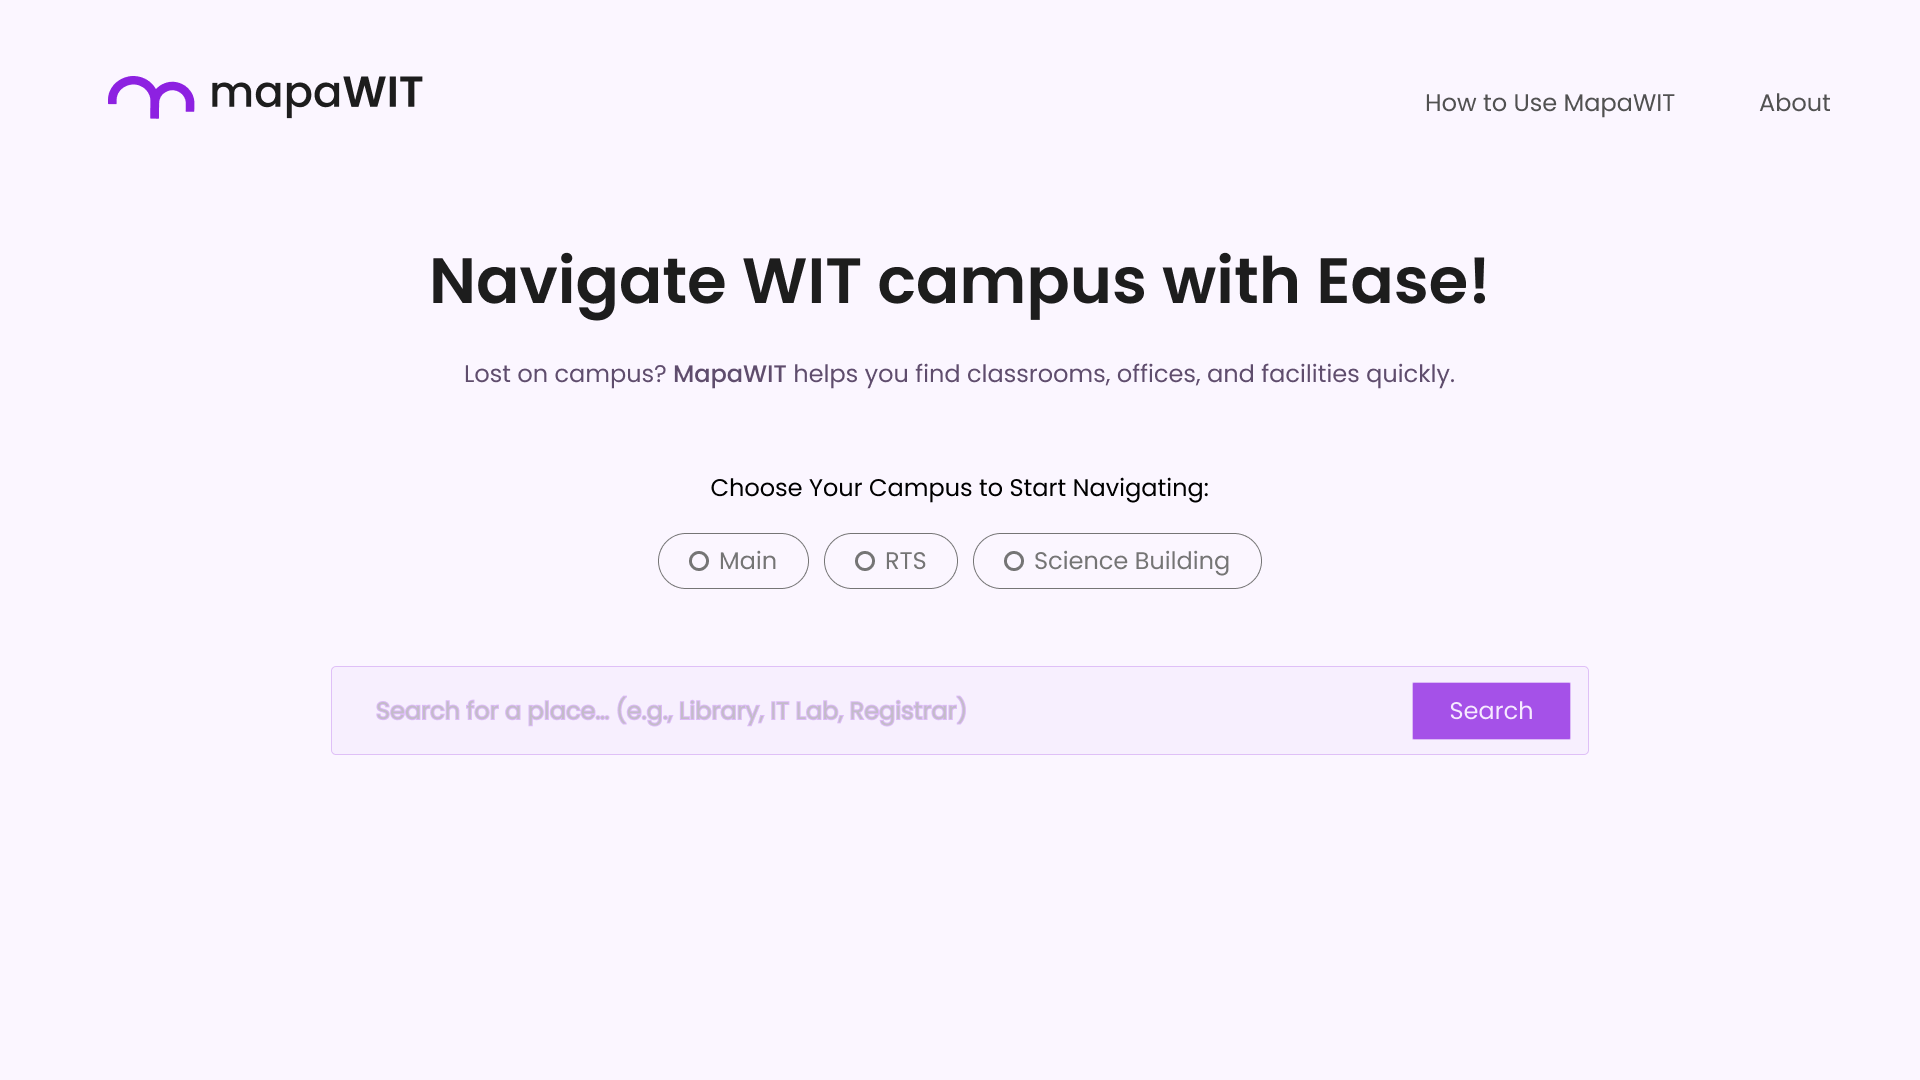 mapaWIT
How to Use MapaWIT
About
Navigate WIT campus with Ease!
Lost on campus? MapaWIT helps you find classrooms, offices, and facilities quickly.
Choose Your Campus to Start Navigating:
Main
RTS
Science Building
Search for a place... (e.g., Library, IT Lab, Registrar)
Search